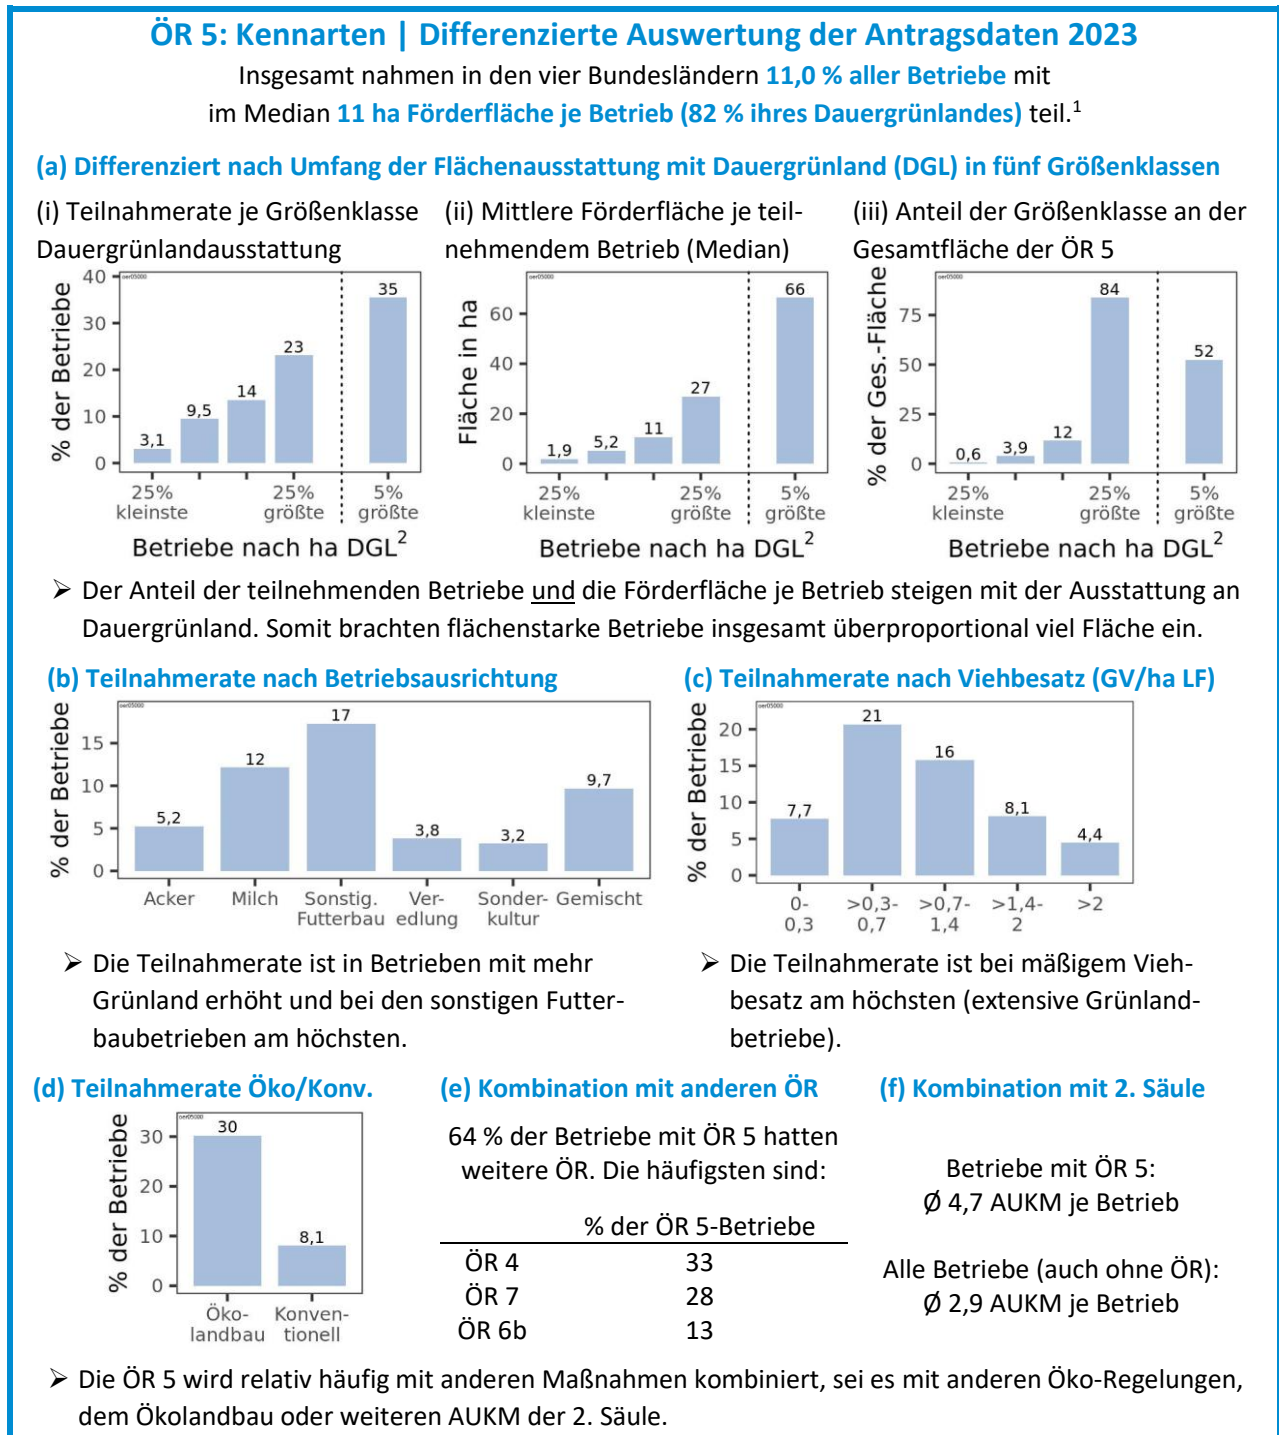 ÖR 5: Kennarten | Differenzierte Auswertung der Antragsdaten 2023
Insgesamt nahmen in den vier Bundesländern 11,0 % aller Betriebe mit
im Median 11 ha Förderfläche je Betrieb (82 % ihres Dauergrünlandes) teil.¹
(a) Differenziert nach Umfang der Flächenausstattung mit Dauergrünland (DGL) in fünf Größenklassen
(i) Teilnahmerate je Größenklasse
Dauergrünlandausstattung
% der Betriebe
40
30
20
10
0
oer05000
3,1
9,5
14
23
35
25%
kleinste
25%
größte
5%
größte
Betriebe nach ha DGL²
(ii) Mittlere Förderfläche je teil-
nehmendem Betrieb (Median)
Fläche in ha
60
40
20
0
oer05000
1,9
5,2
11
27
66
25%
kleinste
25%
größte
5%
größte
Betriebe nach ha DGL²
(iii) Anteil der Größenklasse an der
Gesamtfläche der ÖR 5
% der Ges.-Fläche
75
50
25
0
oer05000
0,6
3,9
12
84
52
25%
kleinste
25%
größte
5%
größte
Betriebe nach ha DGL²
➢ Der Anteil der teilnehmenden Betriebe und die Förderfläche je Betrieb steigen mit der Ausstattung an
Dauergrünland. Somit brachten flächenstarke Betriebe insgesamt überproportional viel Fläche ein.
(b) Teilnahmerate nach Betriebsausrichtung
% der Betriebe
15
10
5
0
oer05000
5,2
12
17
3,8
3,2
9,7
Acker
Milch
Sonstig.
Futterbau
Ver-
edlung
Sonder-
kultur
Gemischt
➢ Die Teilnahmerate ist in Betrieben mit mehr
Grünland erhöht und bei den sonstigen Futter-
baubetrieben am höchsten.
(c) Teilnahmerate nach Viehbesatz (GV/ha LF)
% der Betriebe
20
15
10
5
0
oer05000
7,7
21
16
8,1
4,4
0-
0,3
>0,3-
0,7
>0,7-
1,4
>1,4-
2
>2
➢ Die Teilnahmerate ist bei mäßigem Vieh-
besatz am höchsten (extensive Grünland-
betriebe).
(d) Teilnahmerate Öko/Konv.
% der Betriebe
30
20
10
0
oer05000
30
8,1
Öko-
landbau
Konven-
tionell
(e) Kombination mit anderen ÖR
64 % der Betriebe mit ÖR 5 hatten
weitere ÖR. Die häufigsten sind:
% der ÖR 5-Betriebe
ÖR 4 33
ÖR 7 28
ÖR 6b 13
(f) Kombination mit 2. Säule
Betriebe mit ÖR 5:
Ø 4,7 AUKM je Betrieb
Alle Betriebe (auch ohne ÖR):
Ø 2,9 AUKM je Betrieb
➢ Die ÖR 5 wird relativ häufig mit anderen Maßnahmen kombiniert, sei es mit anderen Öko-Regelungen,
dem Ökolandbau oder weiteren AUKM der 2. Säule.